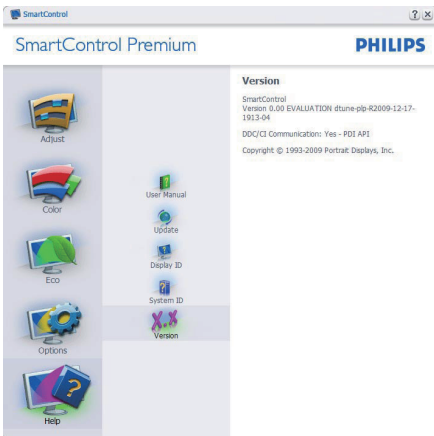 SmartControl
SmartControl Premium
PHILIPS
Adjust
Color
Eco
Options
Help
User Manual
Update
Display ID
System ID
Version
Version
SmartControl
Version 0.00 EVALUATION dtune-plp-R2009-12-17-
1913-04
DDC/CI Communication: Yes - PDI API
Copyright © 1993-2009 Portrait Displays, Inc.